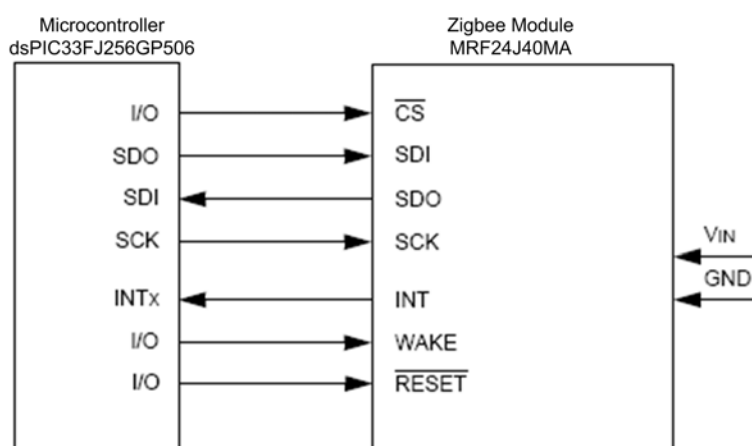 Microcontroller
dsPIC33FJ256GP506
Zigbee Module
MRF24J40MA
I/O
CS
SDO
SDI
SDI
SDO
SCK
SCK
VIN
GND
INTx
INT
I/O
WAKE
I/O
RESET